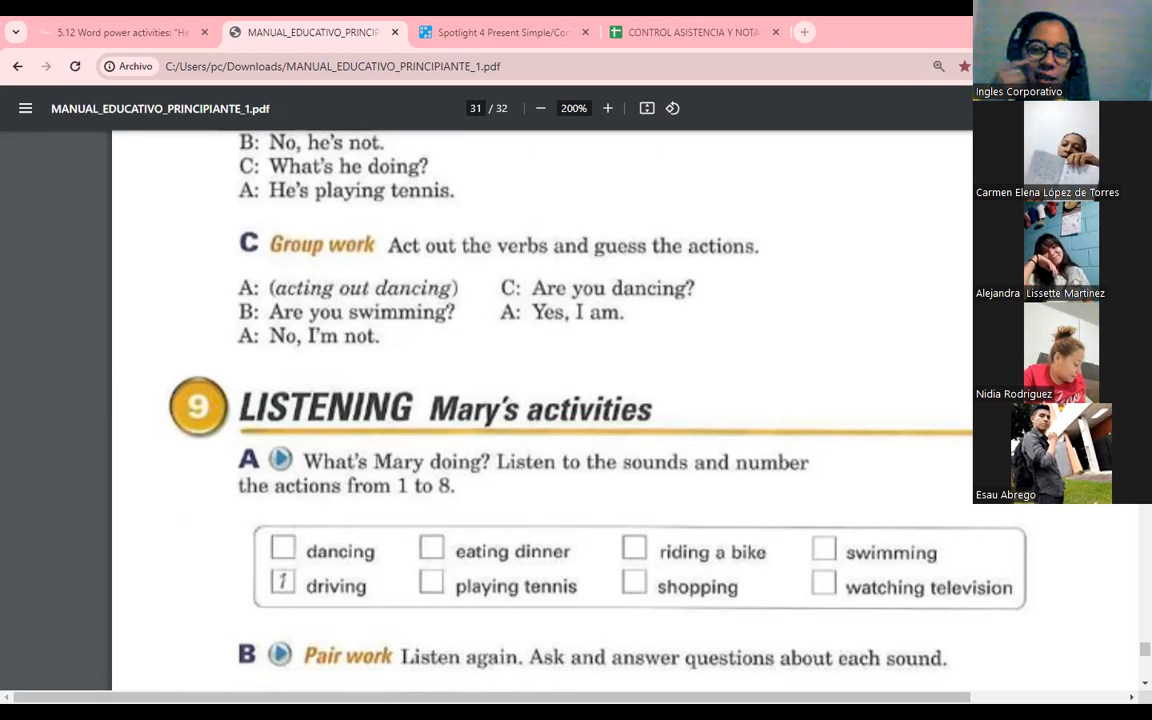 5.12 Word power activities: "He
MANUAL_EDUCATIVO_PRINCIP
Spotlight 4 Present Simple/Con
CONTROL ASISTENCIA Y NOTA
Archivo
C:/Users/pc/Downloads/MANUAL_EDUCATIVO_PRINCIPIANTE_1.pdf
MANUAL_EDUCATIVO_PRINCIPIANTE_1.pdf
31 / 32
200%
B: No, he's not.
C: What's he doing?
A: He's playing tennis.
C Group work Act out the verbs and guess the actions.
A: (acting out dancing)
B: Are you swimming?
A: No, I'm not.
C: Are you dancing?
A: Yes, I am.
9 LISTENING Mary's activities
A What's Mary doing? Listen to the sounds and number
the actions from 1 to 8.
dancing eating dinner riding a bike swimming
1 driving playing tennis shopping watching television
B Pair work Listen again. Ask and answer questions about each sound.
Ingles Corporativo
Carmen Elena López de Torres
Alejandra Lissette Martinez
Nidia Rodriguez
Esau Abrego